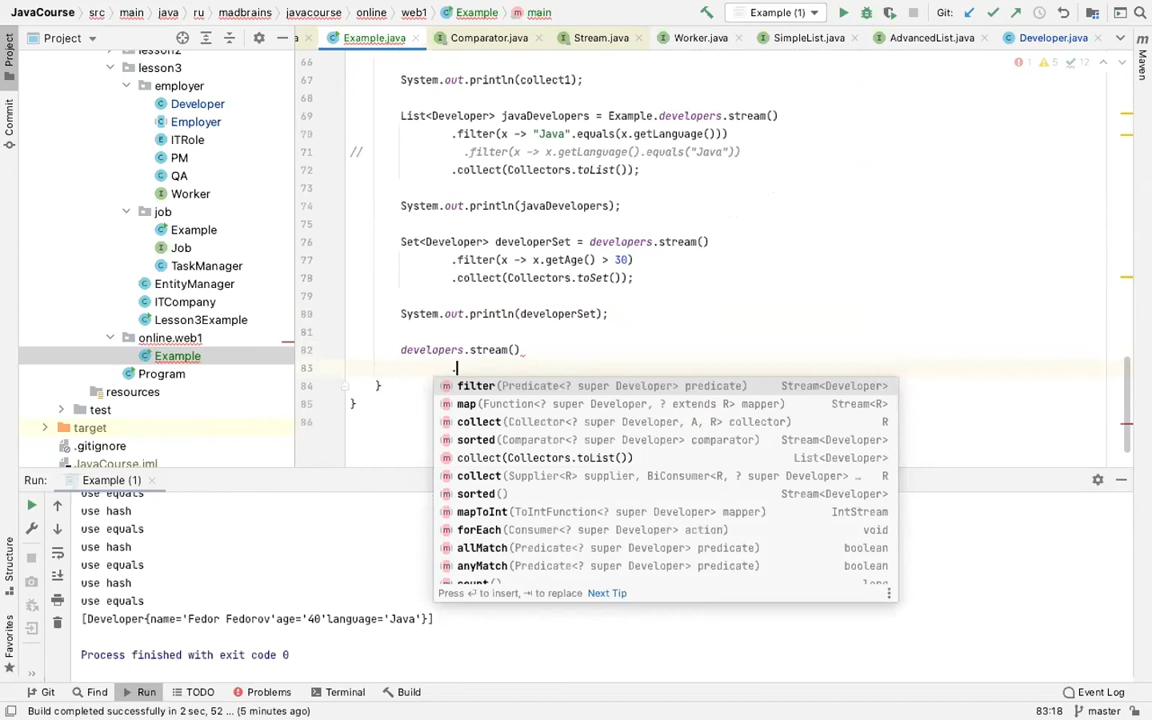 JavaCourse › src › main › java › ru › madbrains › javacourse › online › web1 › Example › main
Example (1)
Git:
Project
a
Example.java
Comparator.java
Stream.java
Worker.java
SimpleList.java
AdvancedList.java
Developer.java
lesson3
employer
Developer
Employer
ITRole
PM
QA
Worker
job
Example
Job
TaskManager
EntityManager
ITCompany
Lesson3Example
online.web1
Example
Program
resources
test
target
.gitignore
JavaCourse.iml
Project
Commit
Structure
Favorites
Maven
1 5 12
66
67 System.out.println(collect1);
68
69 List<Developer> javaDevelopers = Example.developers.stream()
70 .filter(x -> "Java".equals(x.getLanguage()))
71 // .filter(x -> x.getLanguage().equals("Java"))
72 .collect(Collectors.toList());
73
74 System.out.println(javaDevelopers);
75
76 Set<Developer> developerSet = developers.stream()
77 .filter(x -> x.getAge() > 30)
78 .collect(Collectors.toSet());
79
80 System.out.println(developerSet);
81
82 developers.stream()
83 .
84 }
85 }
86
filter(Predicate<? super Developer> predicate) Stream<Developer>
map(Function<? super Developer, ? extends R> mapper) Stream<R>
collect(Collector<? super Developer, A, R> collector) R
sorted(Comparator<? super Developer> comparator) Stream<Developer>
collect(Collectors.toList()) List<Developer>
collect(Supplier<R> supplier, BiConsumer<R, ? super Developer> … R
sorted() Stream<Developer>
mapToInt(ToIntFunction<? super Developer> mapper) IntStream
forEach(Consumer<? super Developer> action) void
allMatch(Predicate<? super Developer> predicate) boolean
anyMatch(Predicate<? super Developer> predicate) boolean
count() long
Press ↵ to insert, ⇥ to replace Next Tip
Run: Example (1)
use equals
use hash
use equals
use hash
use equals
use hash
use equals
[Developer{name='Fedor Fedorov'age='40'language='Java'}]
Process finished with exit code 0
Git Find Run TODO Problems Terminal Build Event Log
Build completed successfully in 2 sec, 52 ... (5 minutes ago) 83:18 master